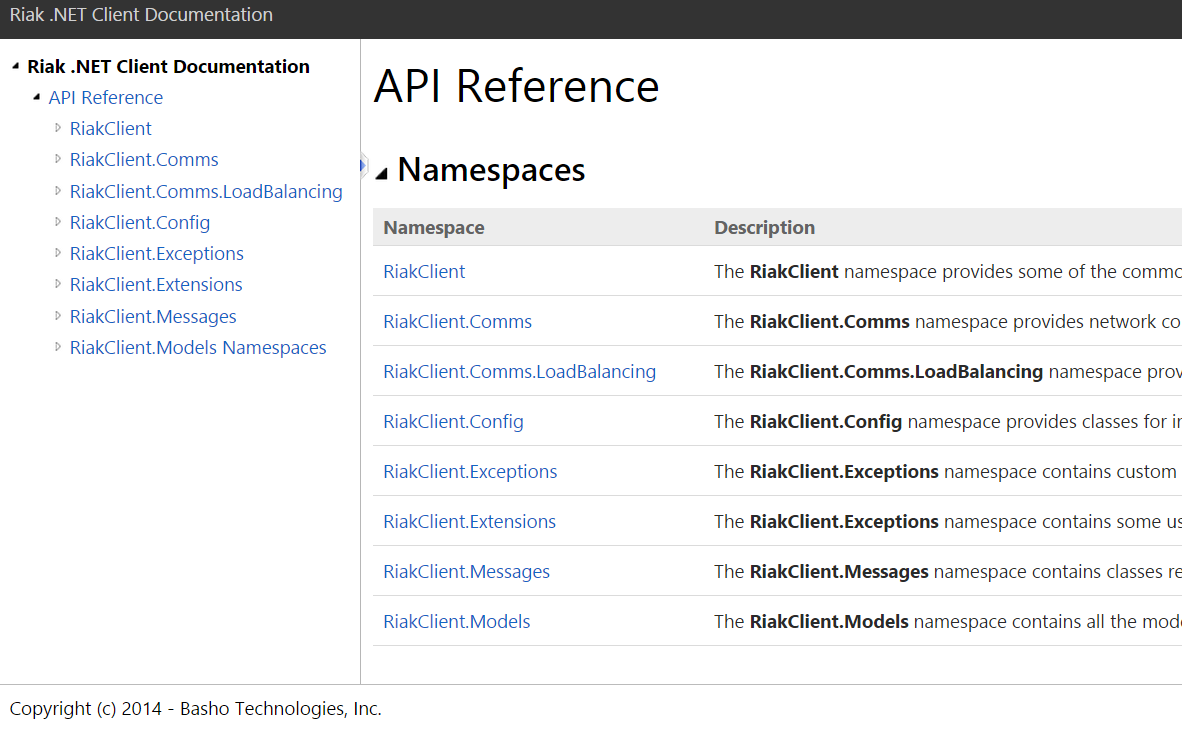 Riak .NET Client Documentation
Riak .NET Client Documentation
API Reference
RiakClient
RiakClient.Comms
RiakClient.Comms.LoadBalancing
RiakClient.Config
RiakClient.Exceptions
RiakClient.Extensions
RiakClient.Messages
RiakClient.Models Namespaces
API Reference
Namespaces
Namespace Description
RiakClient The RiakClient namespace provides some of the commo
RiakClient.Comms The RiakClient.Comms namespace provides network co
RiakClient.Comms.LoadBalancing The RiakClient.Comms.LoadBalancing namespace prov
RiakClient.Config The RiakClient.Config namespace provides classes for in
RiakClient.Exceptions The RiakClient.Exceptions namespace contains custom
RiakClient.Extensions The RiakClient.Exceptions namespace contains some us
RiakClient.Messages The RiakClient.Messages namespace contains classes re
RiakClient.Models The RiakClient.Models namespace contains all the mode
Copyright (c) 2014 - Basho Technologies, Inc.